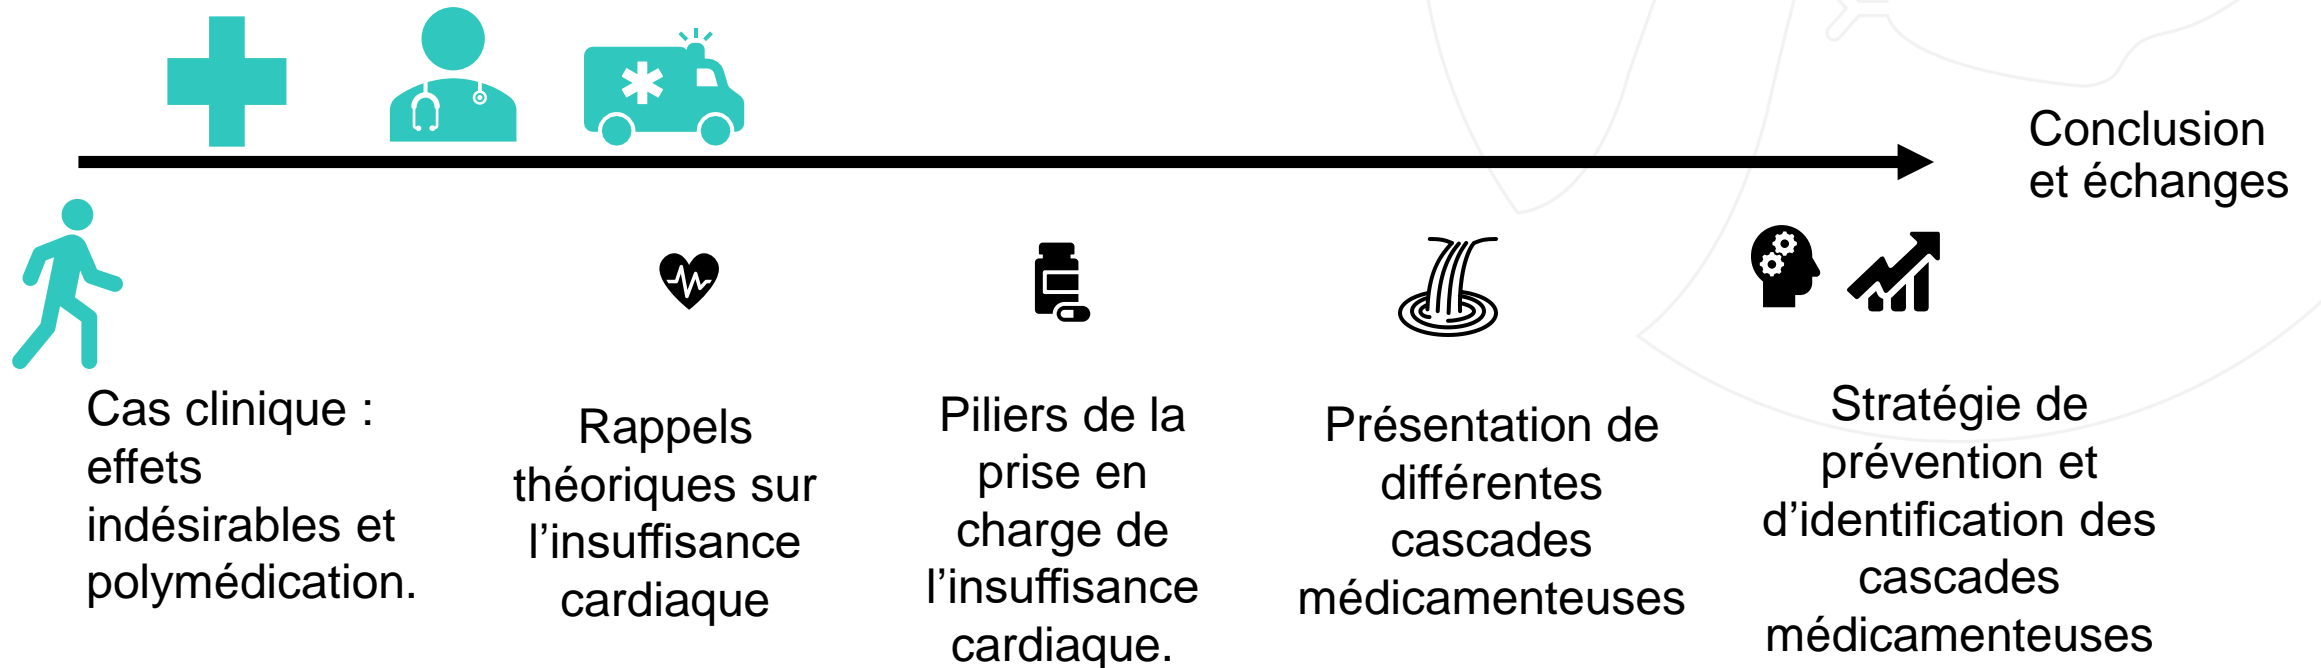 Cas clinique :
effets
indésirables et
polymédication.
Rappels
théoriques sur
l’insuffisance
cardiaque
Piliers de la
prise en
charge de
l’insuffisance
cardiaque.
Présentation de
différentes
cascades
médicamenteuses
Stratégie de
prévention et
d’identification des
cascades
médicamenteuses
Conclusion
et échanges